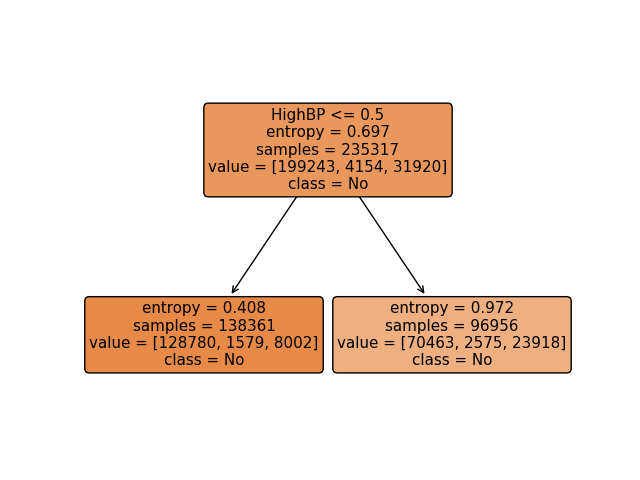 HighBP <= 0.5
entropy = 0.697
samples = 235317
value = [199243, 4154, 31920]
class = No
entropy = 0.408
samples = 138361
value = [128780, 1579, 8002]
class = No
entropy = 0.972
samples = 96956
value = [70463, 2575, 23918]
class = No